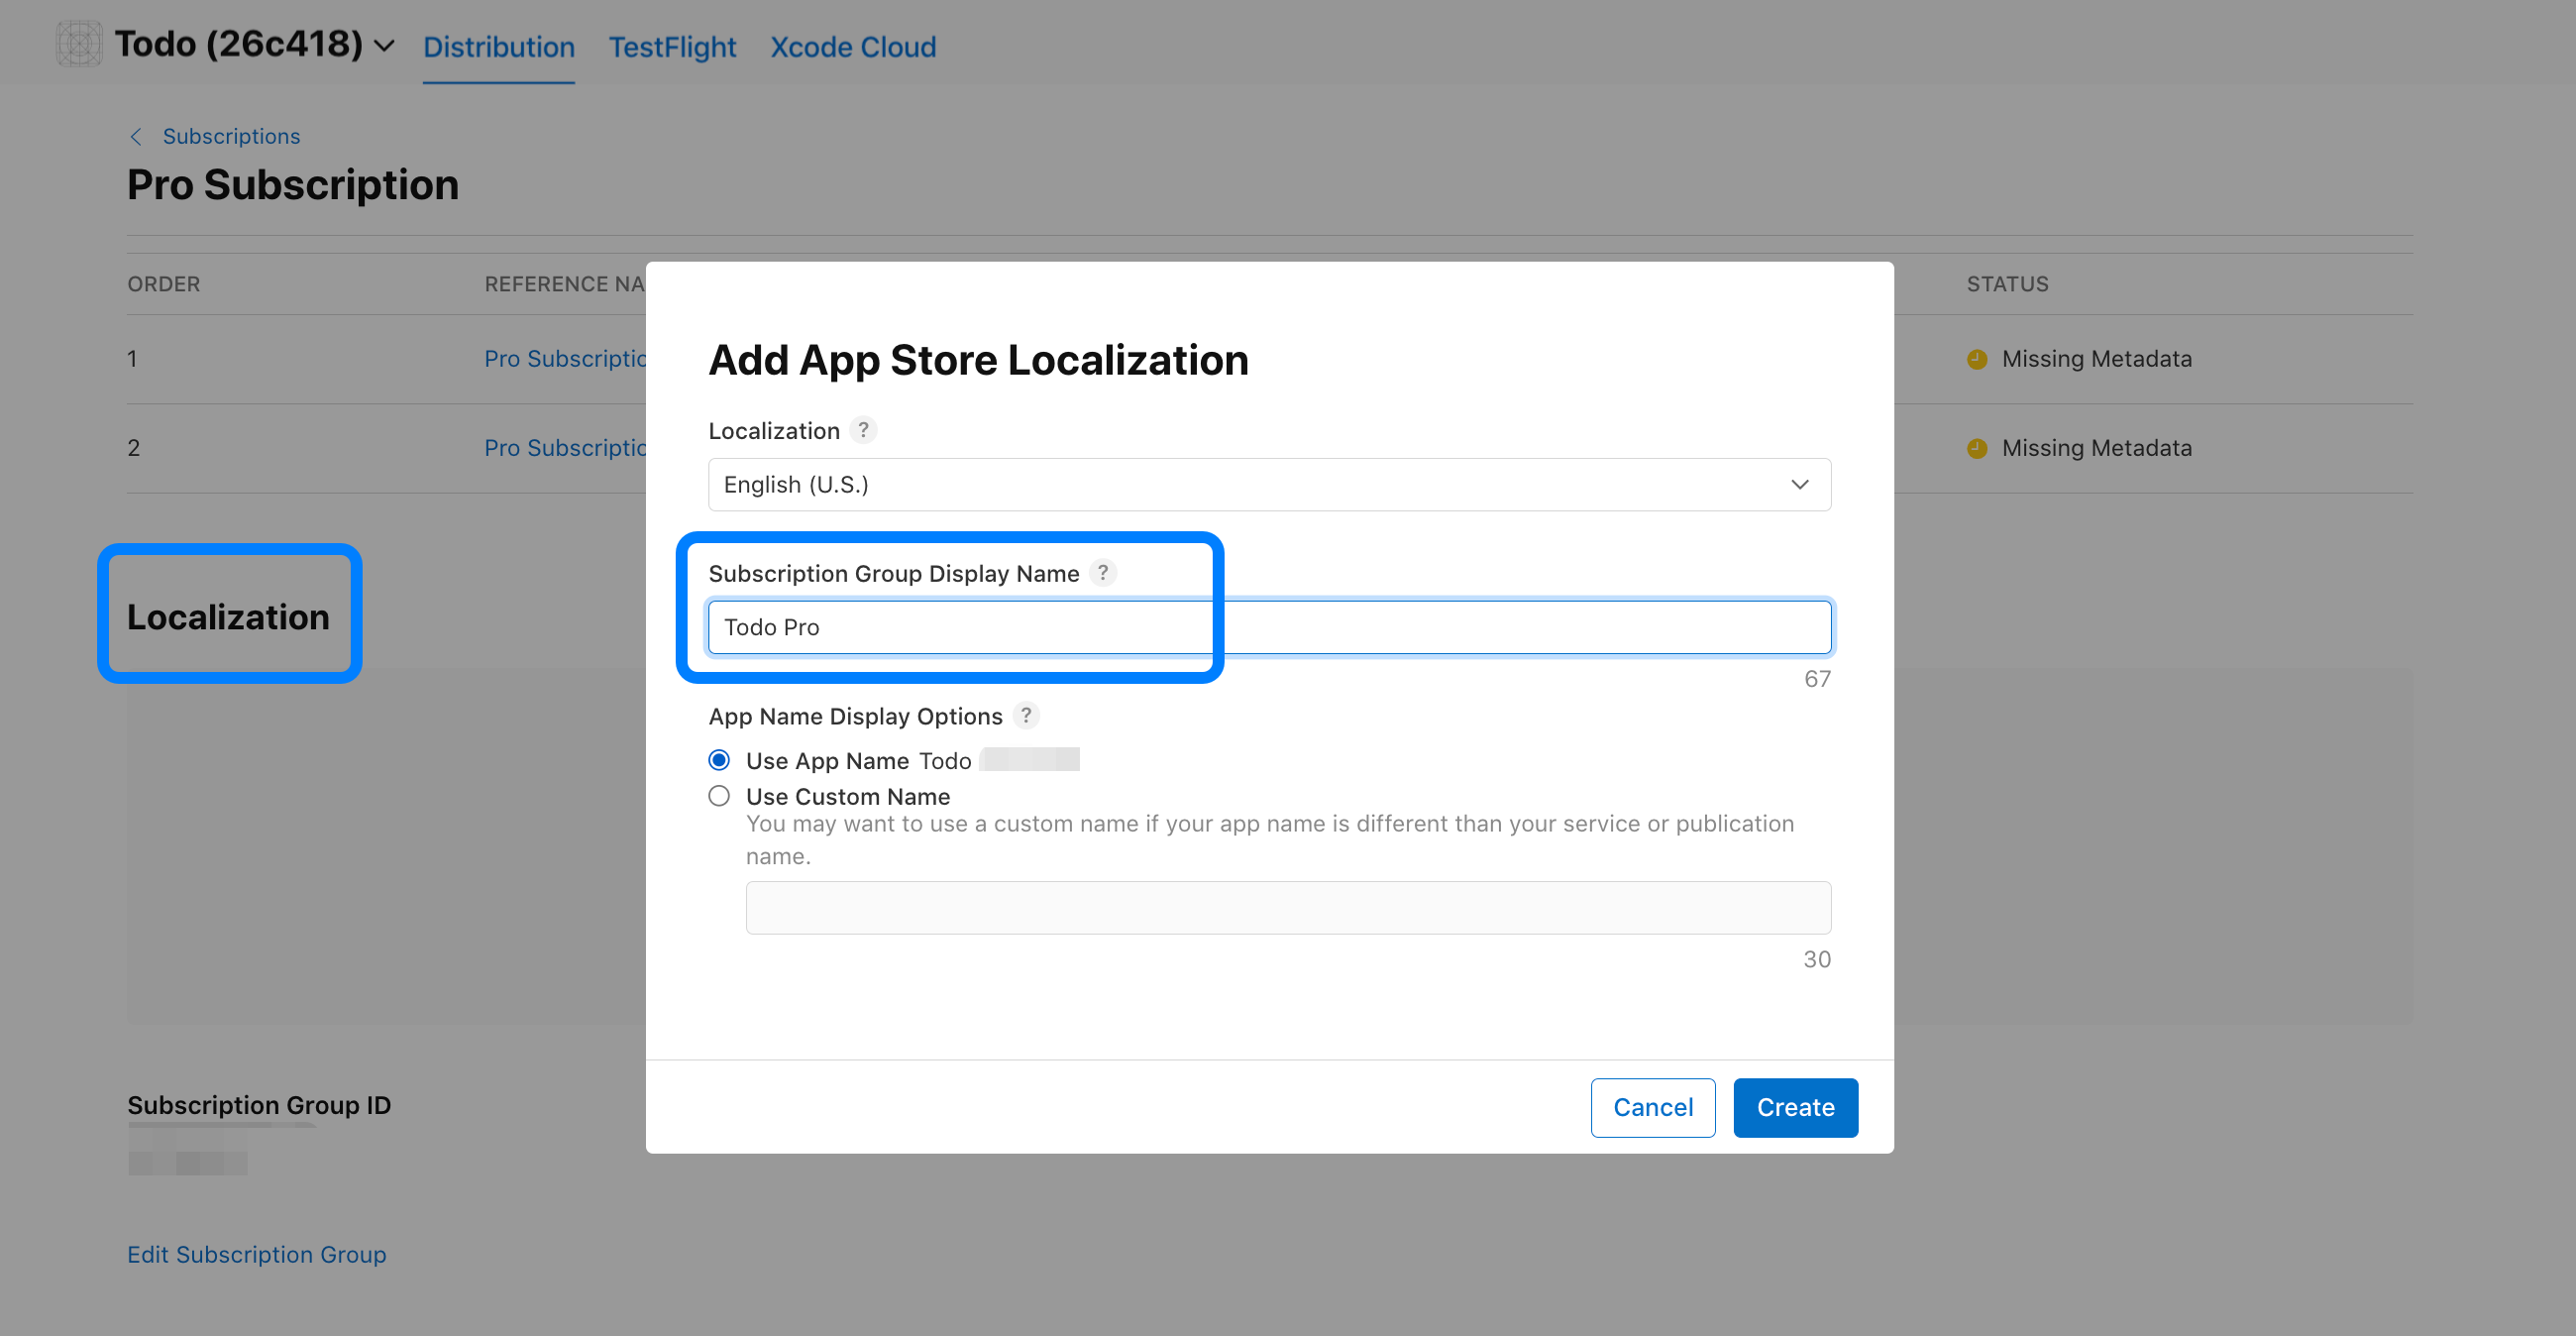 Todo (26c418)
Distribution
TestFlight
Xcode Cloud
Subscriptions
Pro Subscription
ORDER
REFERENCE NA
STATUS
1
Missing Metadata
2
Missing Metadata
Add App Store Localization
Localization ?
English (U.S.)
Subscription Group Display Name ?
Todo Pro
67
App Name Display Options ?
Use App Name Todo
Use Custom Name
You may want to use a custom name if your app name is different than your service or publication
name.
30
Cancel
Create
Pro Subscriptio
Pro Subscriptio
Localization
Subscription Group ID
Edit Subscription Group